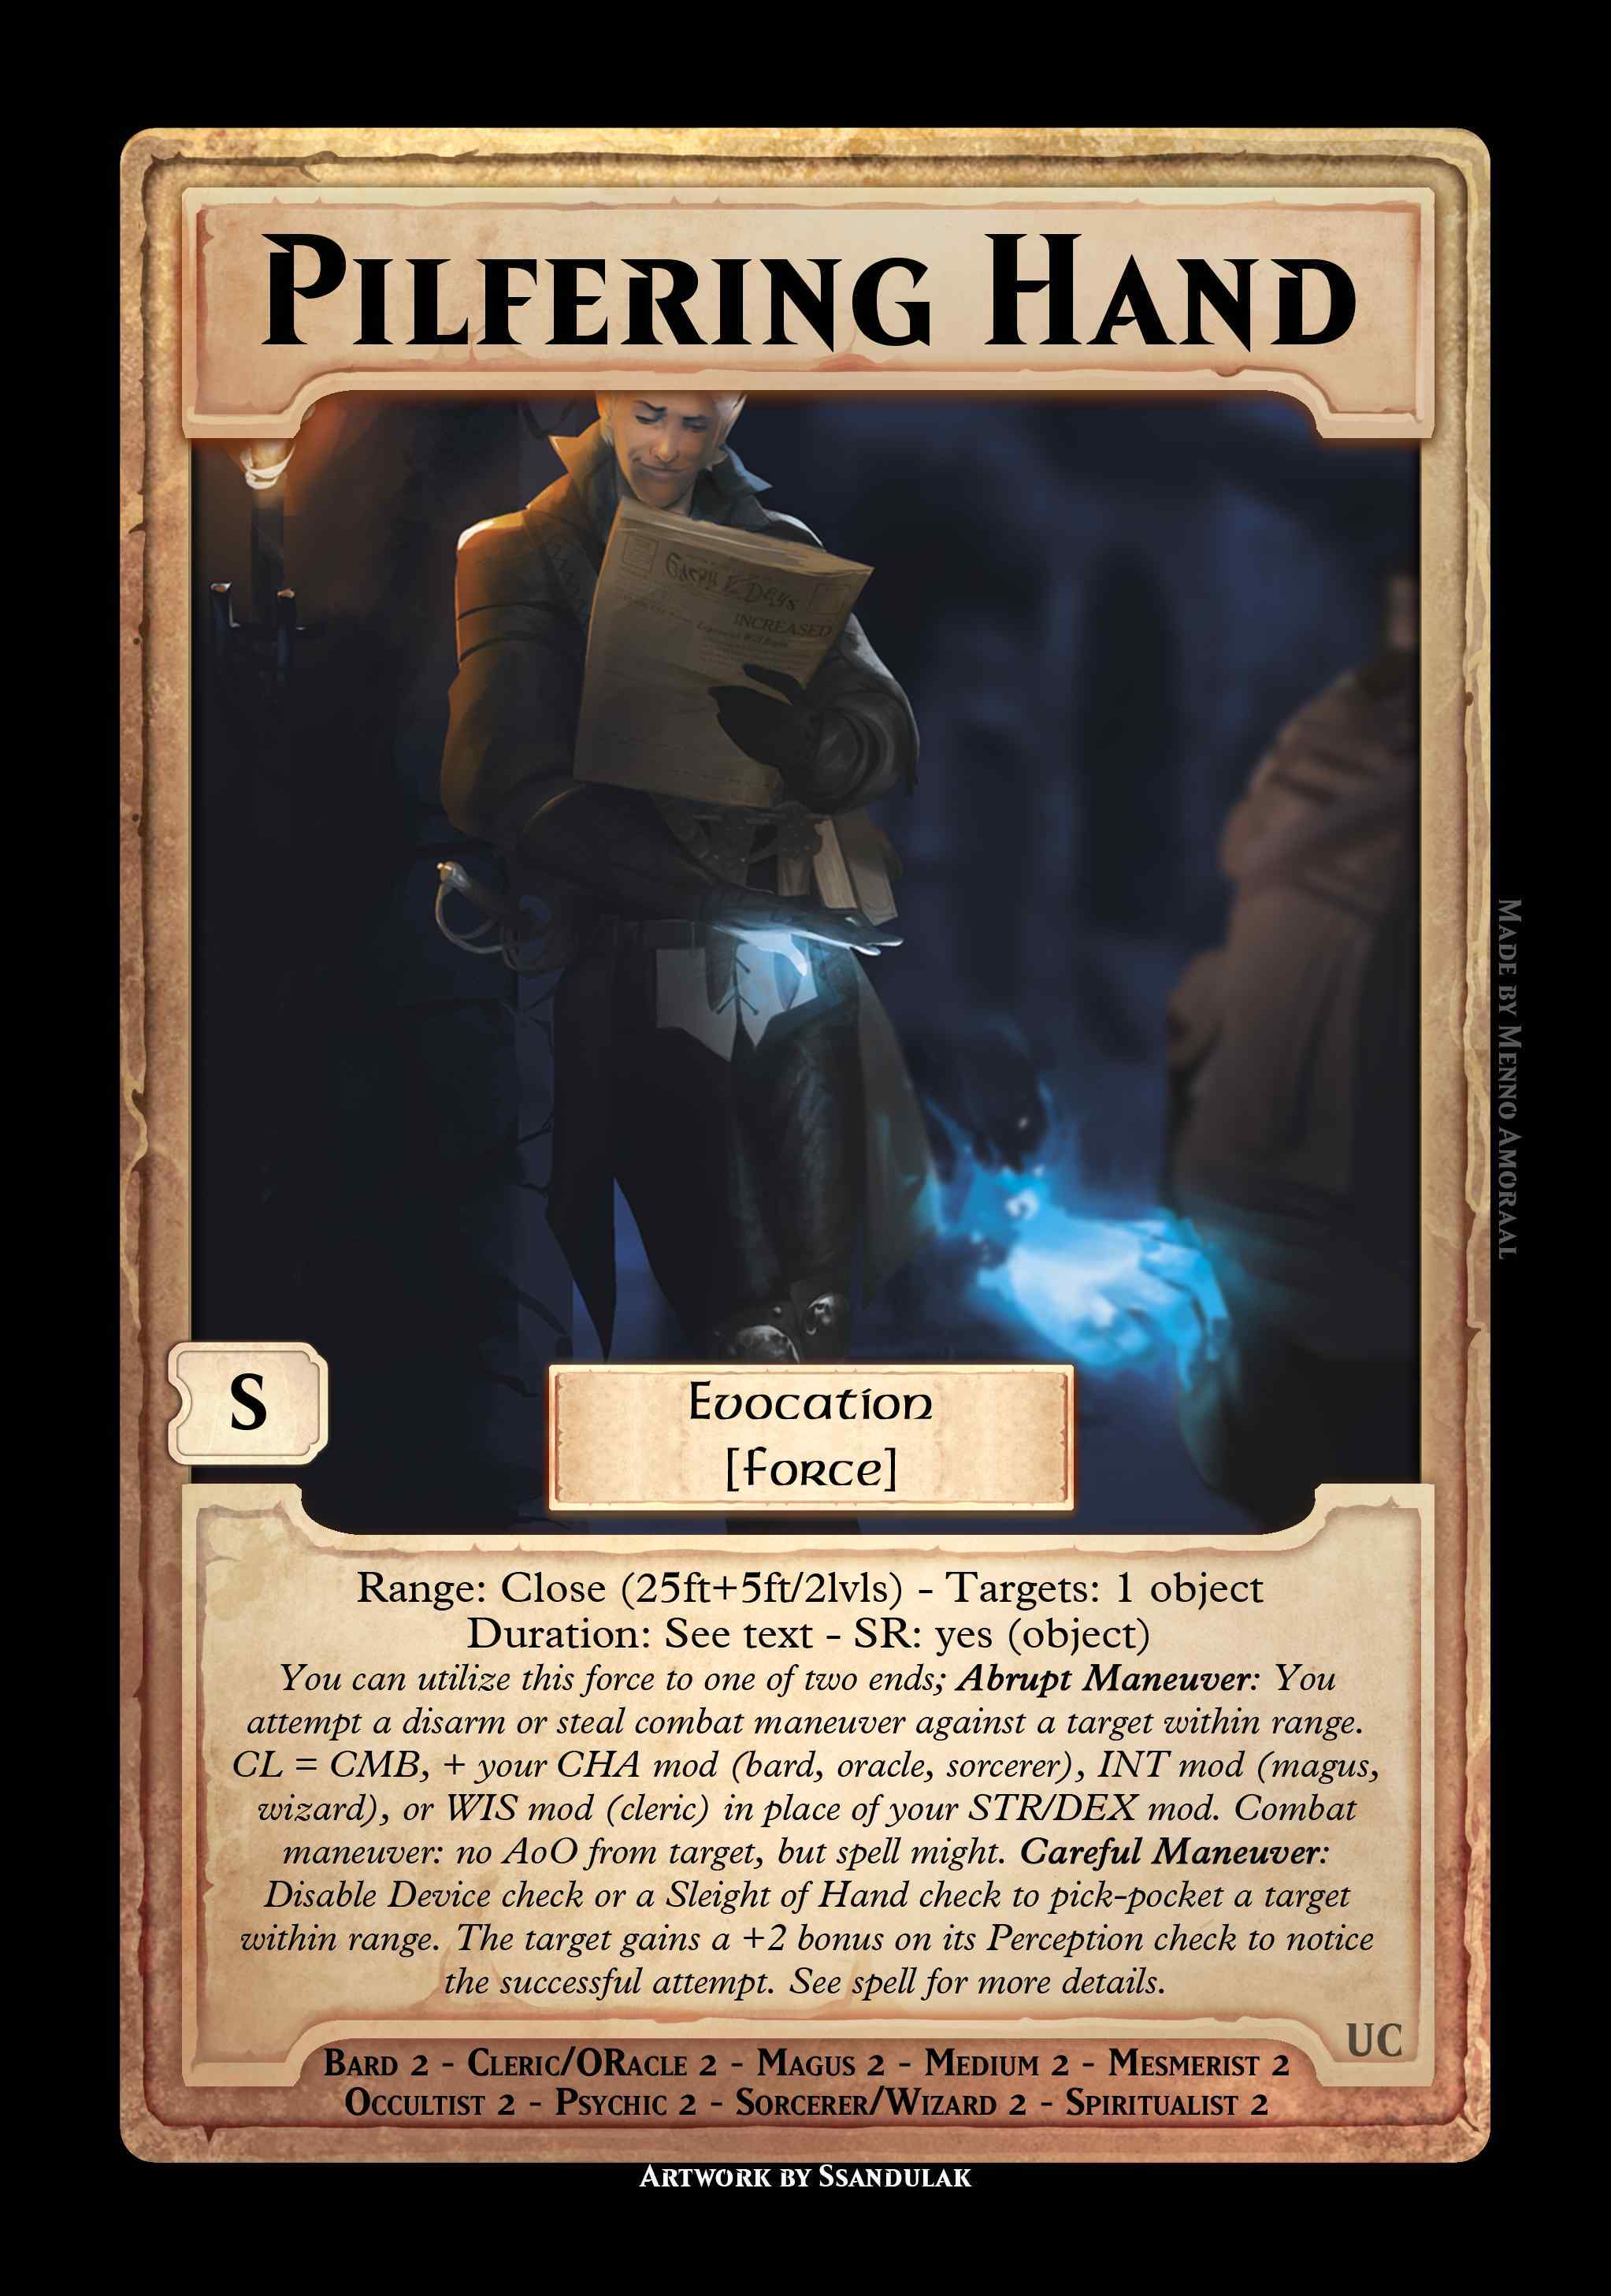 Pilfering Hand
Gaeah & Days
INCREASED
S
Evocation
[Force]
Range: Close (25ft+5ft/2lvls) - Targets: 1 object
Duration: See text - SR: yes (object)
You can utilize this force to one of two ends; Abrupt Maneuver: You
attempt a disarm or steal combat maneuver against a target within range.
CL = CMB, + your CHA mod (bard, oracle, sorcerer), INT mod (magus,
wizard), or WIS mod (cleric) in place of your STR/DEX mod. Combat
maneuver: no AoO from target, but spell might. Careful Maneuver:
Disable Device check or a Sleight of Hand check to pick-pocket a target
within range. The target gains a +2 bonus on its Perception check to notice
the successful attempt. See spell for more details.
UC
Bard 2 - Cleric/ORacle 2 - Magus 2 - Medium 2 - Mesmerist 2
Occultist 2 - Psychic 2 - Sorcerer/Wizard 2 - Spiritualist 2
Artwork by Ssandulak
Made by Menno Amoraal